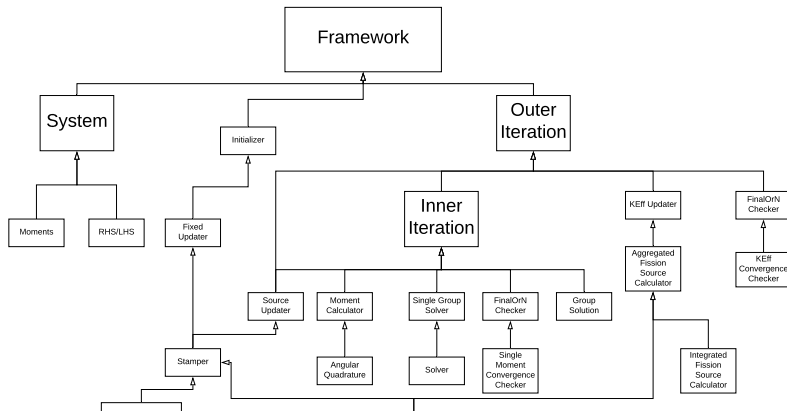 Framework
System
Outer
Iteration
Initializer
Moments
RHS/LHS
Fixed
Updater
Inner
Iteration
KEff Updater
FinalOrN
Checker
Aggregated
Fission
Source
Calculator
KEff
Convergence
Checker
Source
Updater
Moment
Calculator
Single Group
Solver
FinalOrN
Checker
Group
Solution
Stamper
Angular
Quadrature
Solver
Single
Moment
Convergence
Checker
Integrated
Fission
Source
Calculator